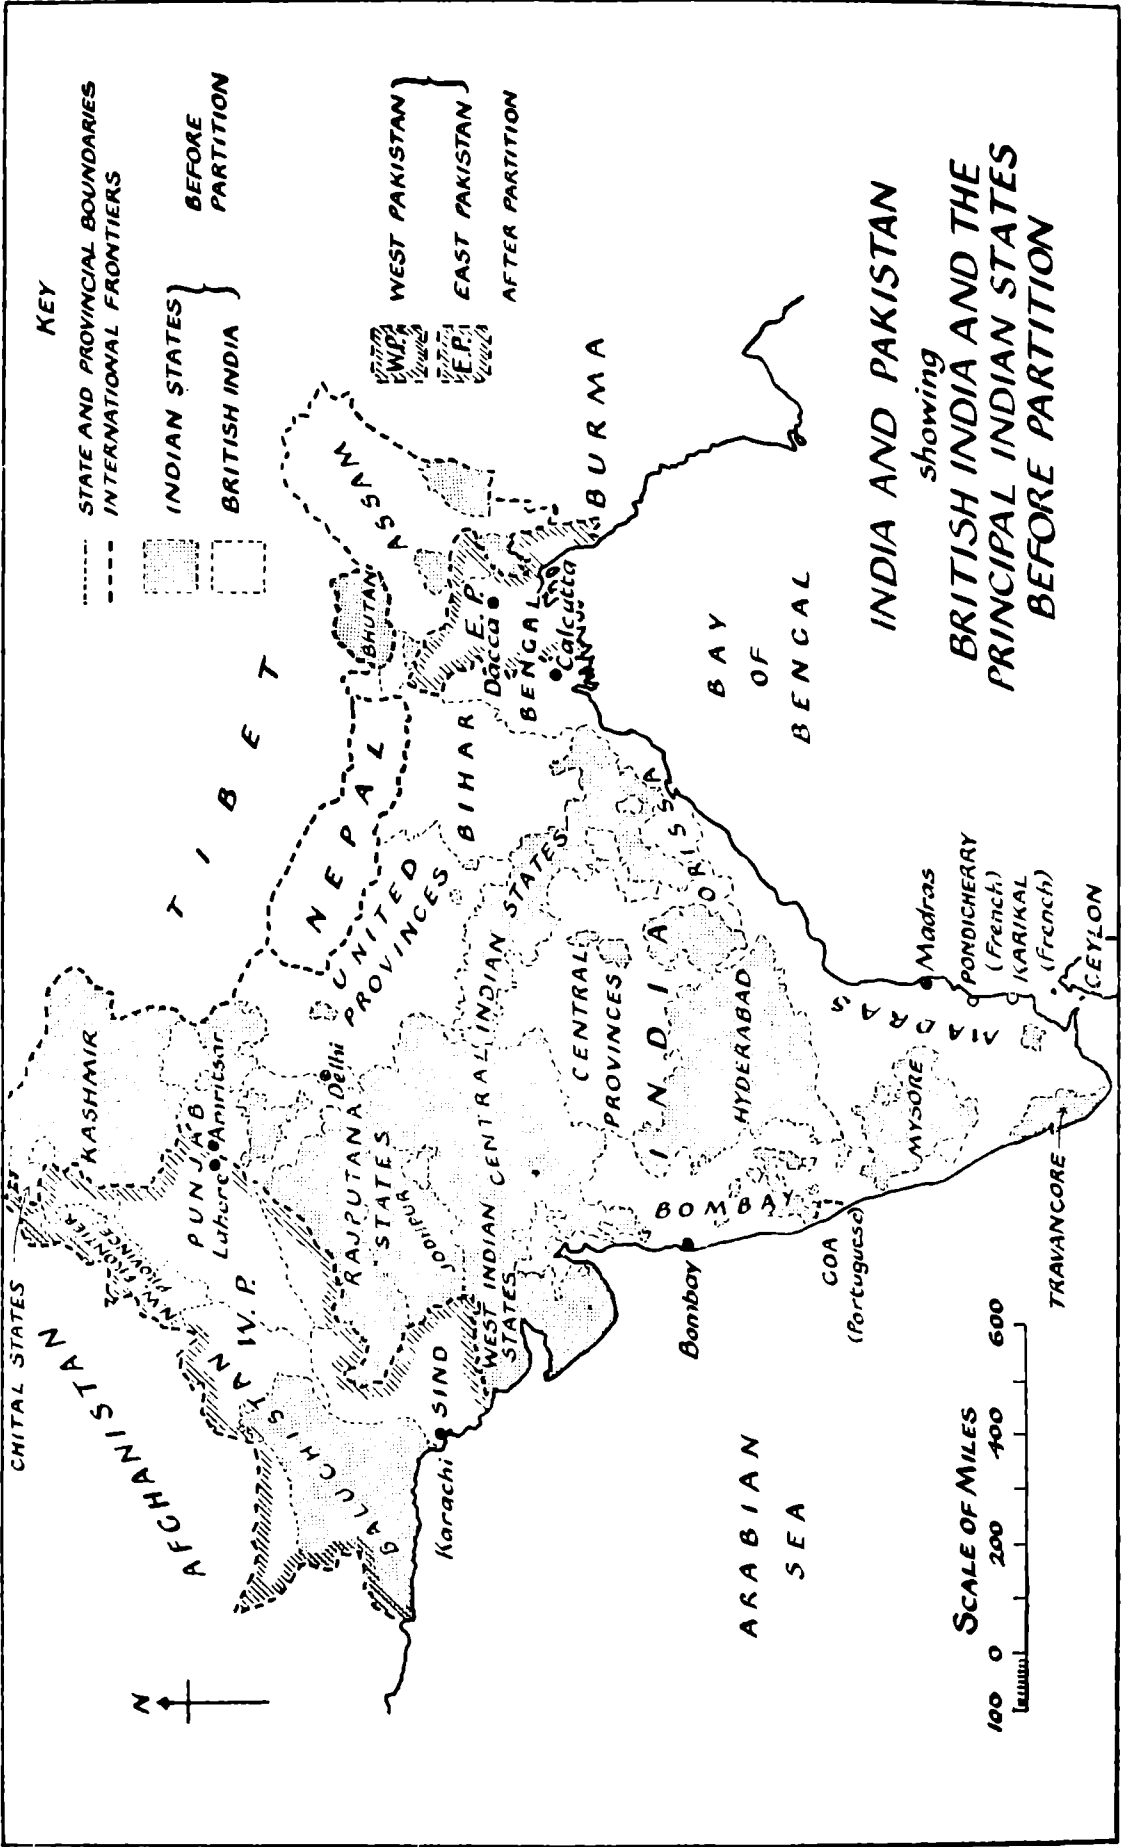 KEY
STATE AND PROVINCIAL BOUNDARIES
INTERNATIONAL FRONTIERS
INDIAN STATES
BRITISH INDIA
BEFORE
PARTITION
W.P.
WEST PAKISTAN
E.P.
EAST PAKISTAN
AFTER PARTITION
N
CHITAL STATES
AFGHANISTAN
N.W. FRONTIER
PROVINCE
KASHMIR
PUNJAB
Amritsar
Lahore
W.P.
BALUCHISTAN
SIND
Karachi
RAJPUTANA
STATES
JODHPUR
Delhi
TIBET
NEPAL
BHUTAN
ASSAM
UNITED
PROVINCES
BIHAR
E.P.
Dacca
BENGAL
Calcutta
BURMA
WEST INDIAN
STATES
CENTRAL INDIAN STATES
CENTRAL
PROVINCES
ORISSA
INDIA
HYDERABAD
BOMBAY
Bombay
GOA
(Portuguese)
MYSORE
MADRAS
Madras
PONDICHERRY
(French)
KARIKAL
(French)
CEYLON
TRAVANCORE
ARABIAN
SEA
BAY
OF
BENGAL
SCALE OF MILES
100 0 200 400 600
INDIA AND PAKISTAN
showing
BRITISH INDIA AND THE
PRINCIPAL INDIAN STATES
BEFORE PARTITION